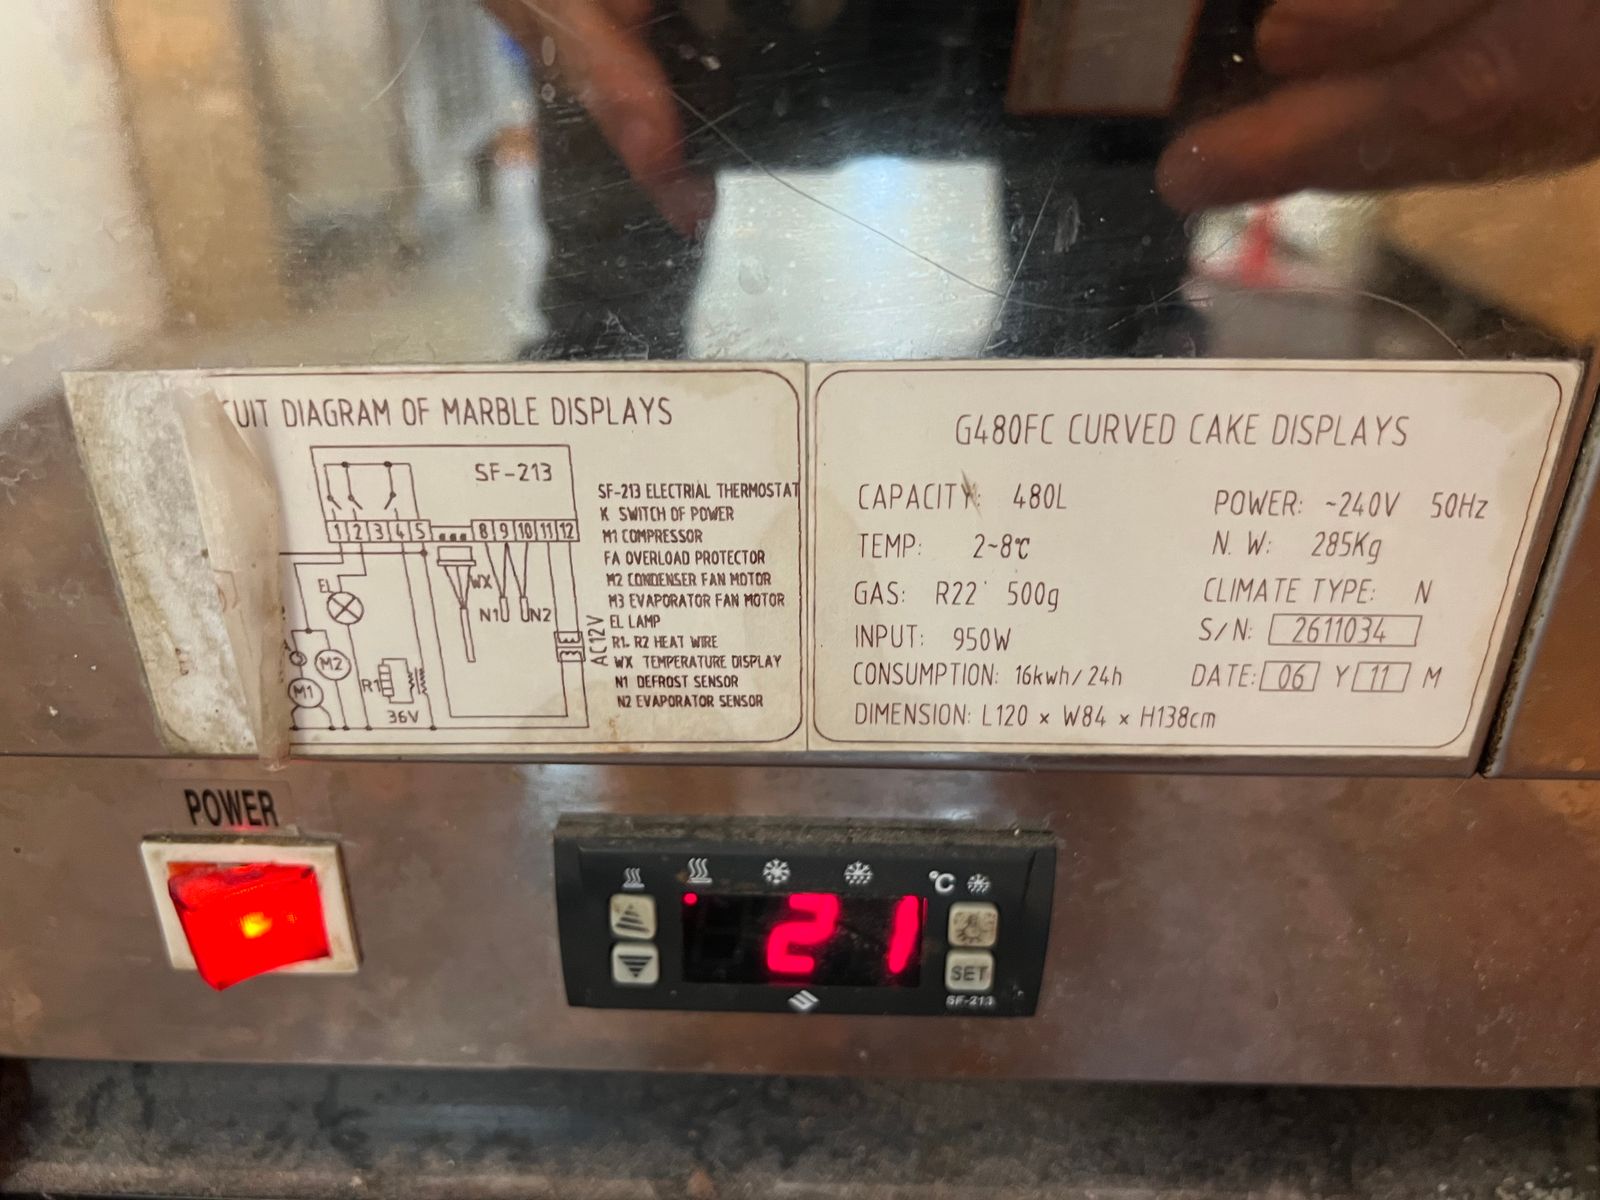 UIT DIAGRAM OF MARBLE DISPLAYS
SF-213
1 2 3 4 5 8 9 10 11 12
EL
WX
N1 N2
M2
M1
R1
36V
AC12V
SF-213 ELECTRIAL THERMOSTAT
K SWITCH OF POWER
M1 COMPRESSOR
FA OVERLOAD PROTECTOR
M2 CONDENSER FAN MOTOR
M3 EVAPORATOR FAN MOTOR
EL LAMP
R1. R2 HEAT WIRE
WX TEMPERATURE DISPLAY
N1 DEFROST SENSOR
N2 EVAPORATOR SENSOR
G480FC CURVED CAKE DISPLAYS
CAPACITY: 480L POWER: ~240V 50Hz
TEMP: 2~8℃ N. W: 285Kg
GAS: R22 500g CLIMATE TYPE: N
INPUT: 950W S/N: 2611034
CONSUMPTION: 16kwh/24h DATE: 06 Y 11 M
DIMENSION: L120 × W84 × H138cm
POWER
℃
21
SET
SF-213